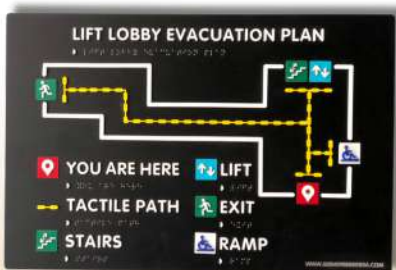 LIFT LOBBY EVACUATION PLAN
YOU ARE HERE
LIFT
TACTILE PATH
EXIT
STAIRS
RAMP